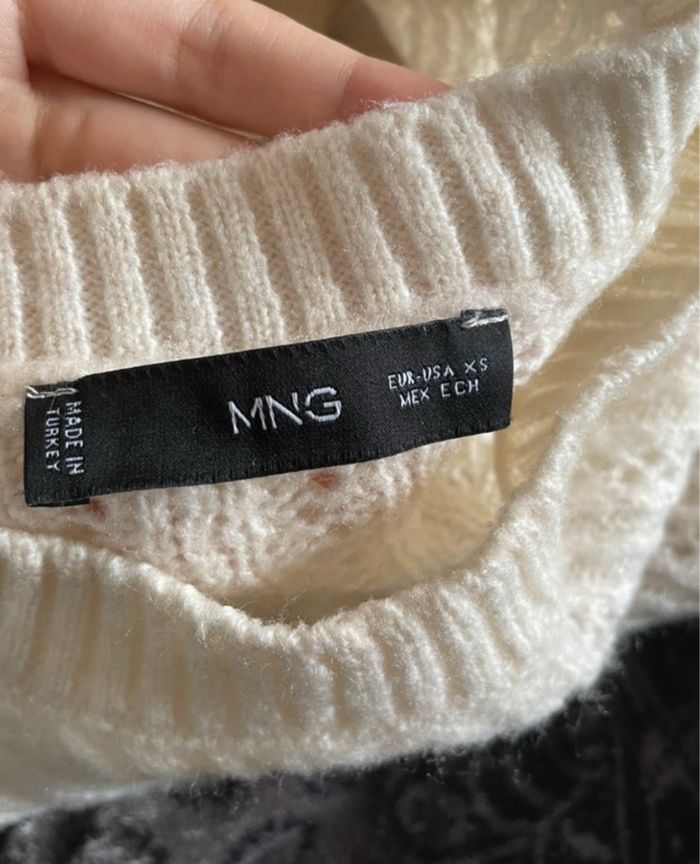 MADE IN
TURKEY
MNG
EUR-USA XS
MEX ECH